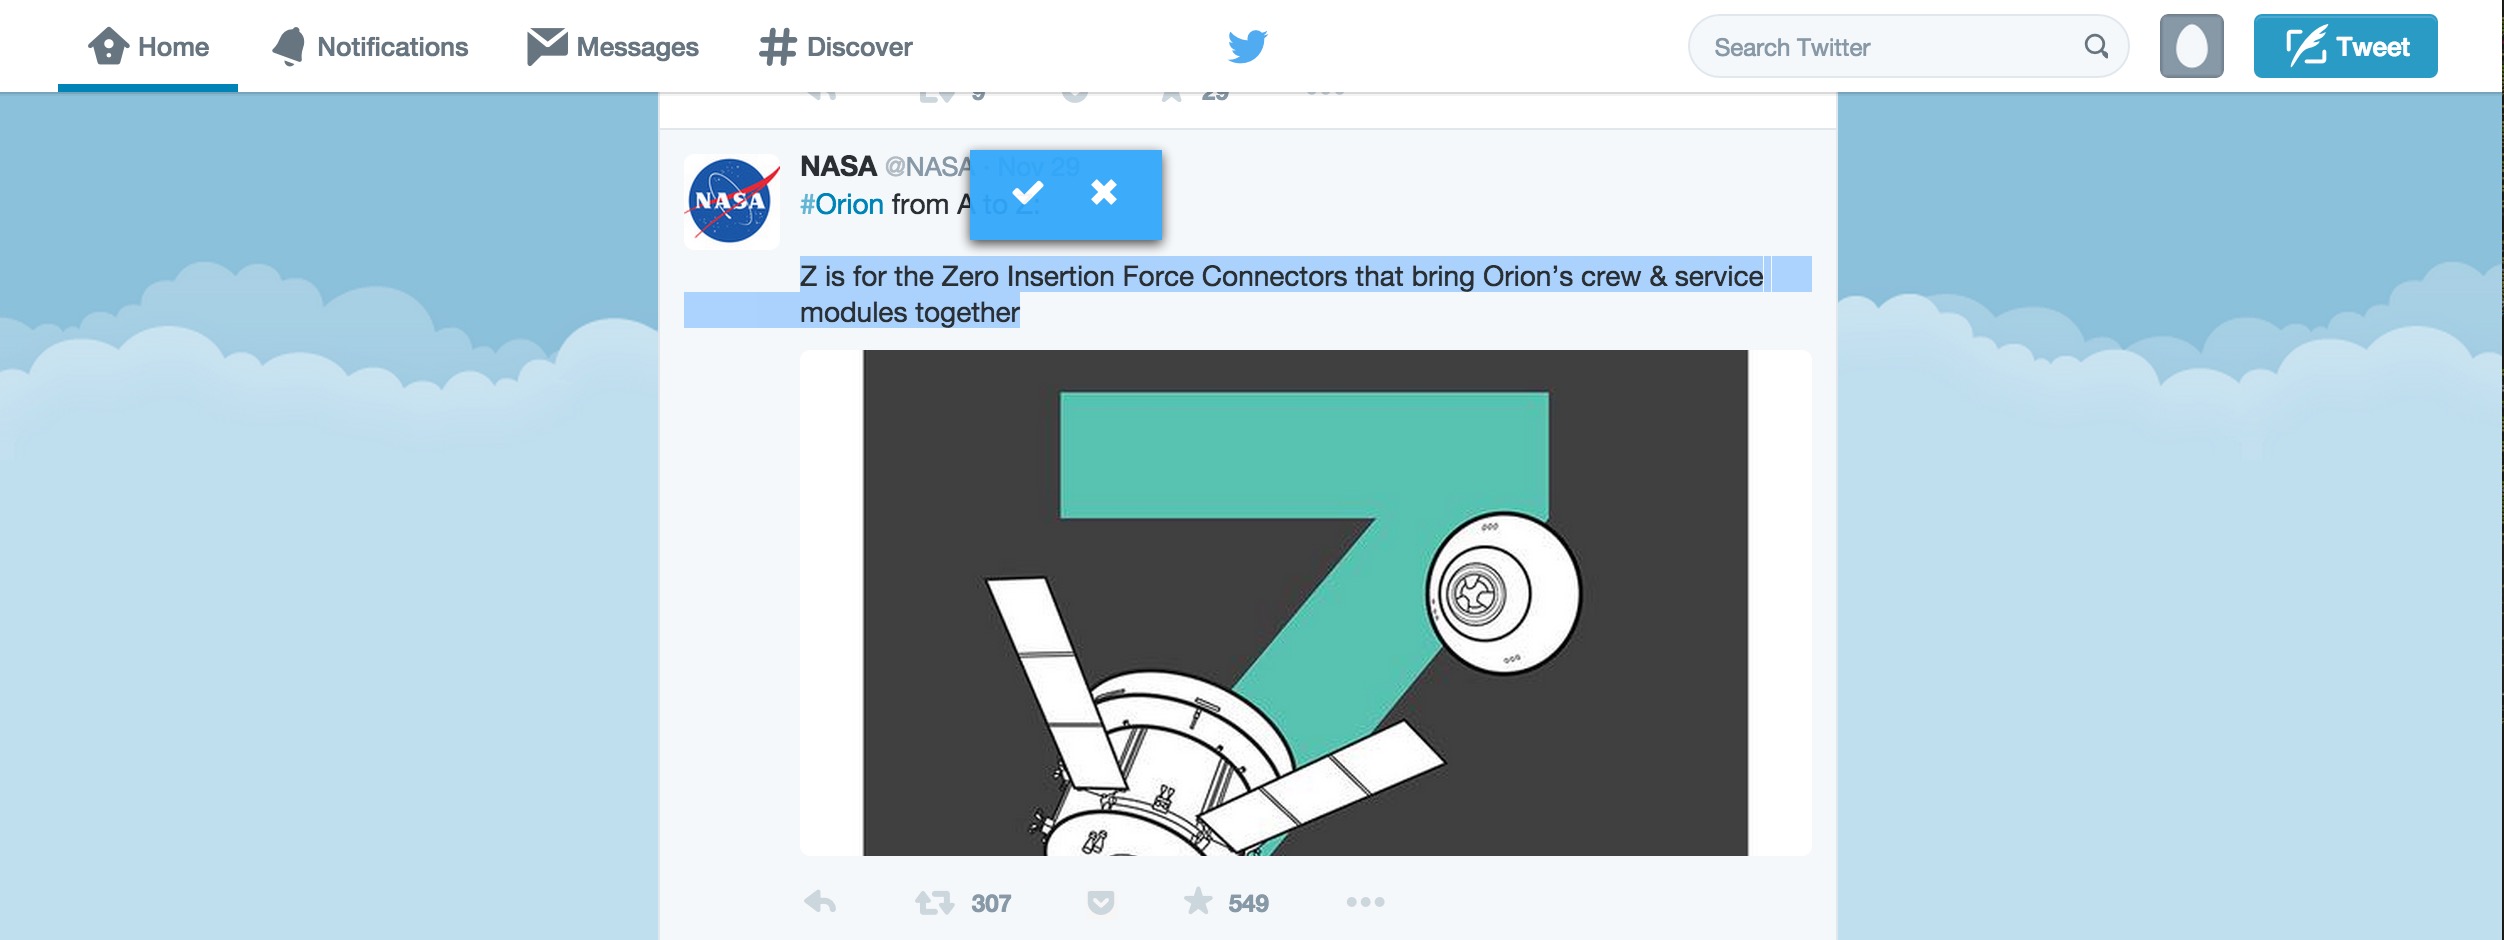 Home Notifications Messages # Discover Search Twitter Tweet
9 29
NASA @NASA · Nov 29
#Orion from A to Z:
NASA
Z is for the Zero Insertion Force Connectors that bring Orion’s crew & service
modules together
307 549